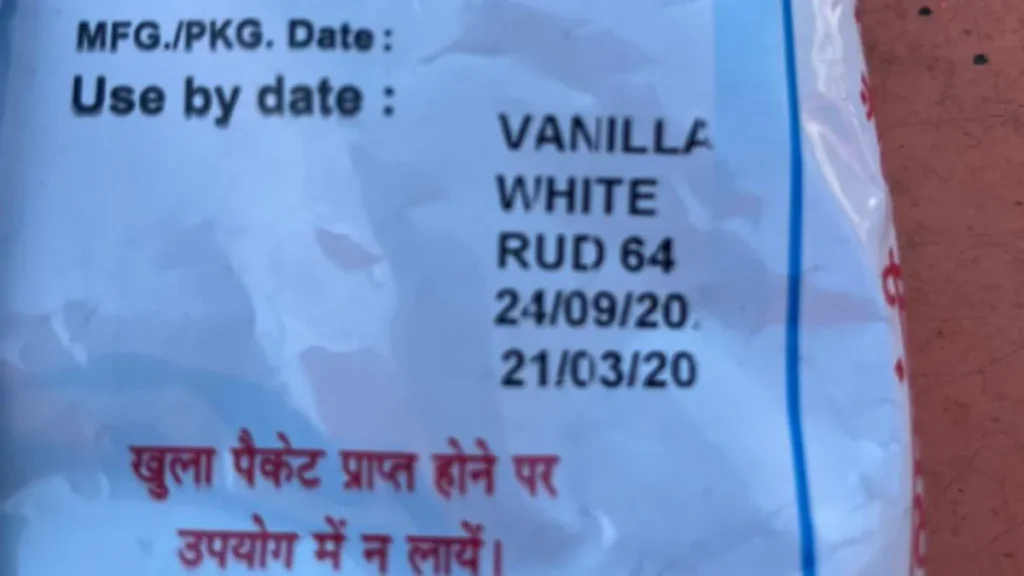 MFG./PKG. Date :
Use by date :
VANILLA
WHITE
RUD 64
24/09/20
21/03/20
खुला पैकेट प्राप्त होने पर
उपयोग में न लायें।